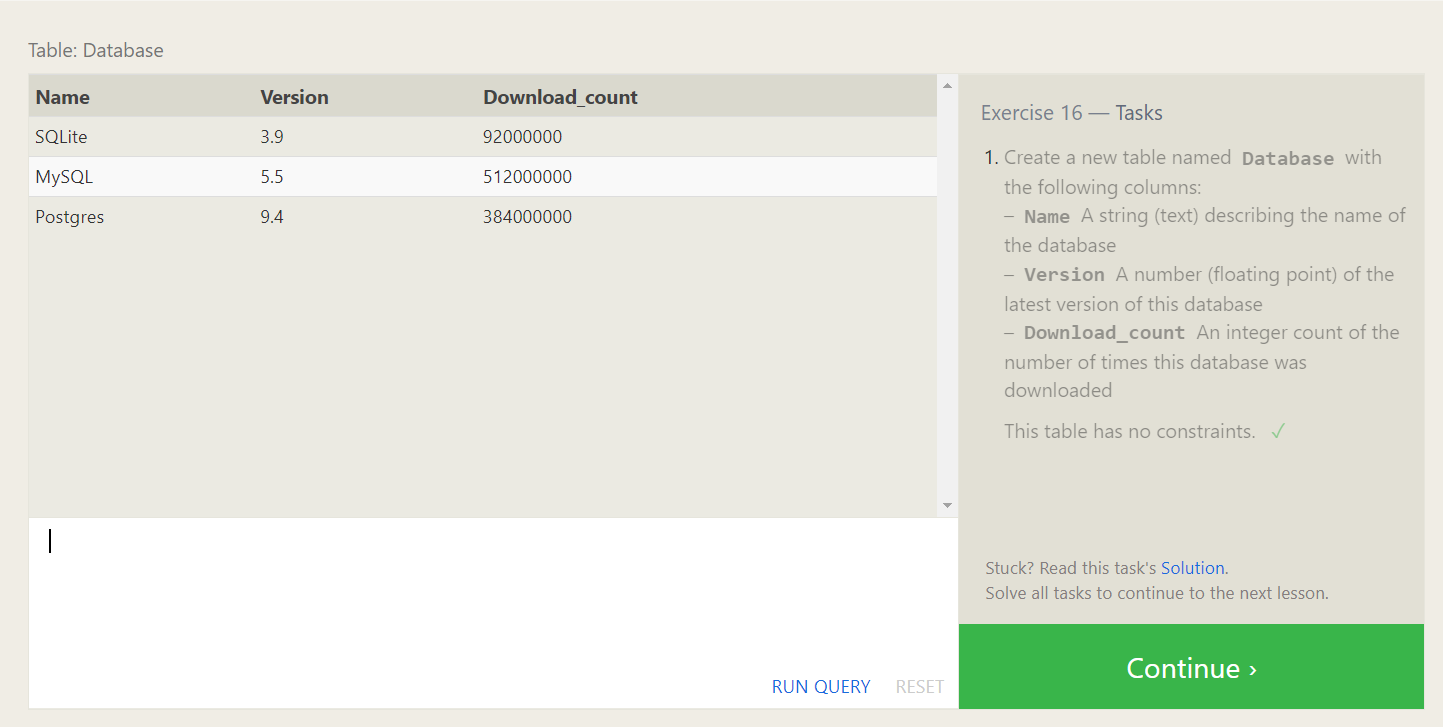 Table: Database
Name Version Download_count
SQLite 3.9 92000000
MySQL 5.5 512000000
Postgres 9.4 384000000
RUN QUERY RESET
Exercise 16 — Tasks
1. Create a new table named Database with
the following columns:
– Name A string (text) describing the name of
the database
– Version A number (floating point) of the
latest version of this database
– Download_count An integer count of the
number of times this database was
downloaded
This table has no constraints. ✓
Stuck? Read this task's Solution.
Solve all tasks to continue to the next lesson.
Continue ›